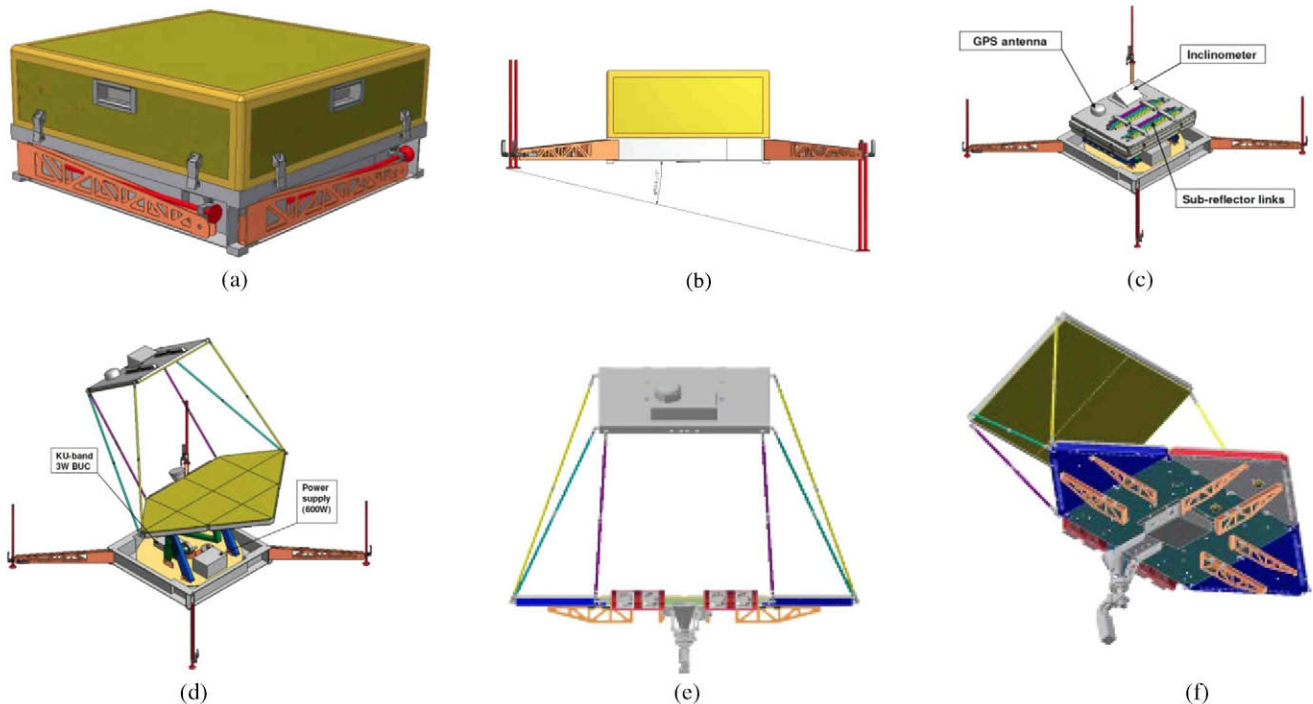 GPS antenna
Inclinometer
Sub-reflector links
(a)
(b)
(c)
KU-band
3W BUC
Power
supply
(600W)
(d)
(e)
(f)